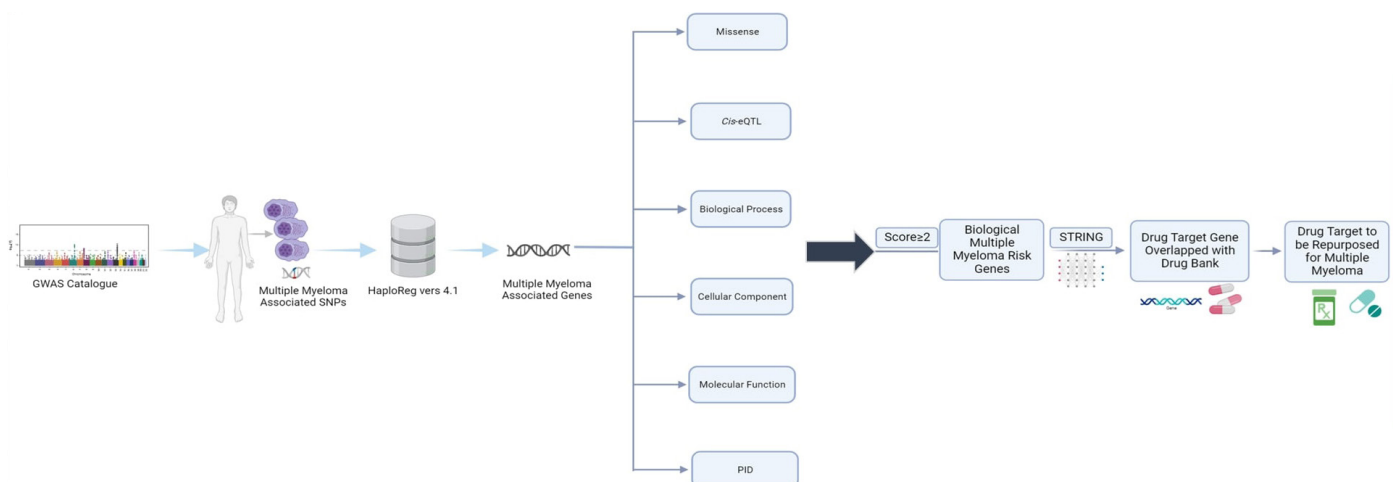 GWAS Catalogue
Multiple Myeloma
Associated SNPs
HaploReg vers 4.1
Multiple Myeloma
Associated Genes
Missense
Cis-eQTL
Biological Process
Cellular Component
Molecular Function
PID
Score≥2
Biological
Multiple
Myeloma Risk
Genes
STRING
Drug Target Gene
Overlapped with
Drug Bank
Gene
Drug Target to
be Repurposed
for Multiple
Myeloma
Rx